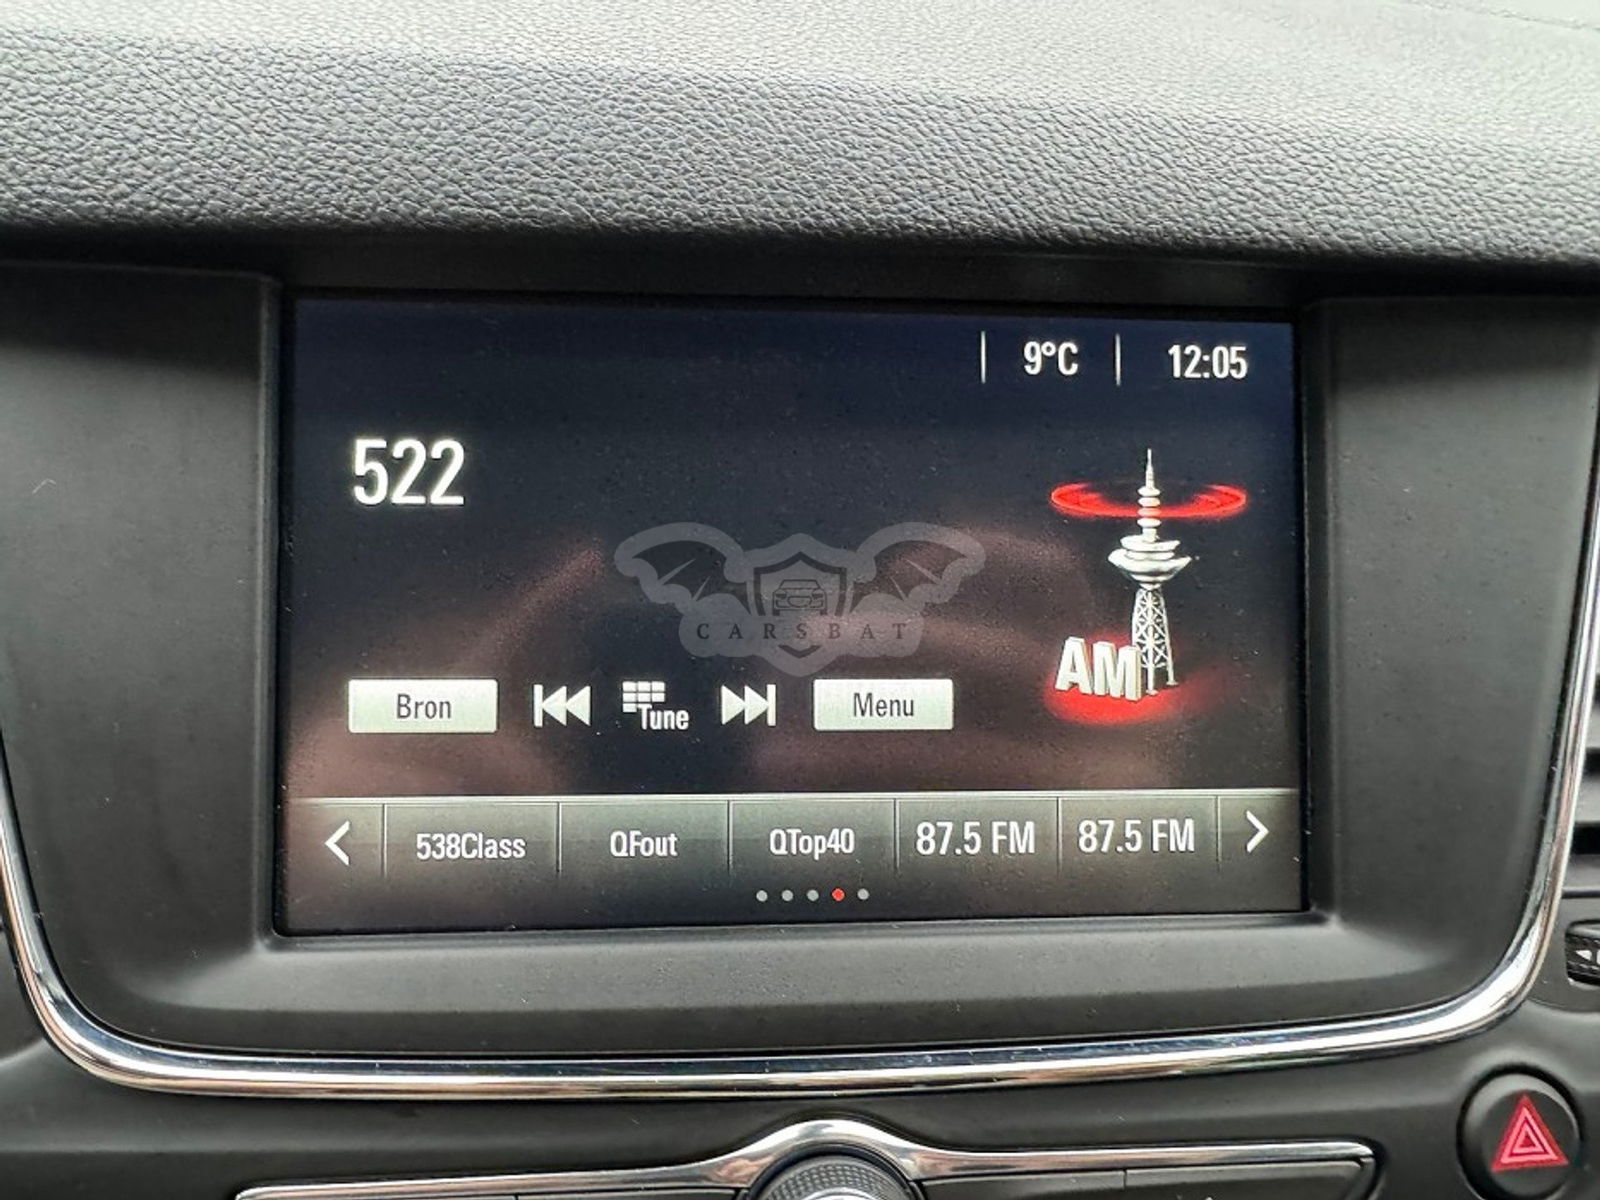 9°C 12:05
522
CARSBAT
AM
Bron Tune Menu
538Class QFout QTop40 87.5 FM 87.5 FM